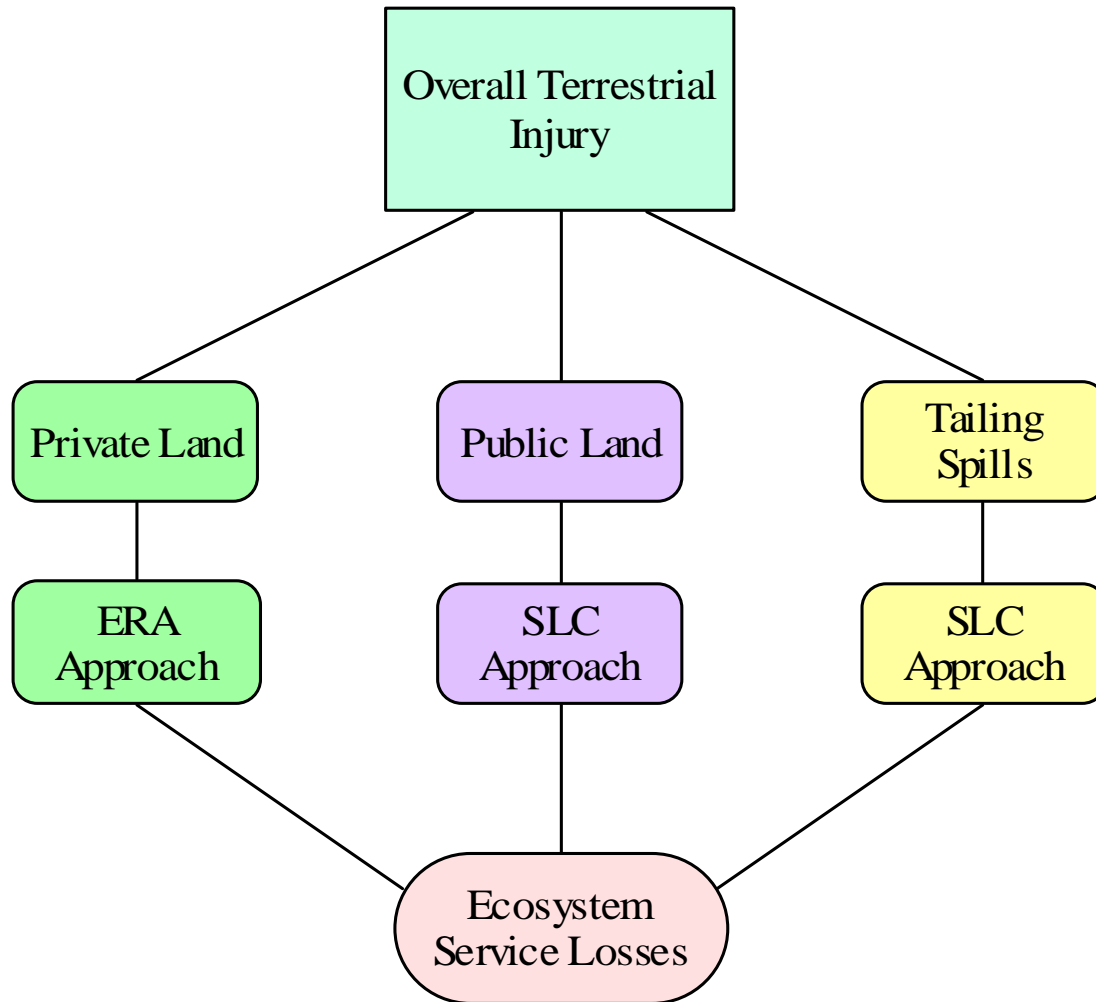 Overall Terrestrial
Injury
Private Land
Public Land
Tailing
Spills
ERA
Approach
SLC
Approach
SLC
Approach
Ecosystem
Service Losses